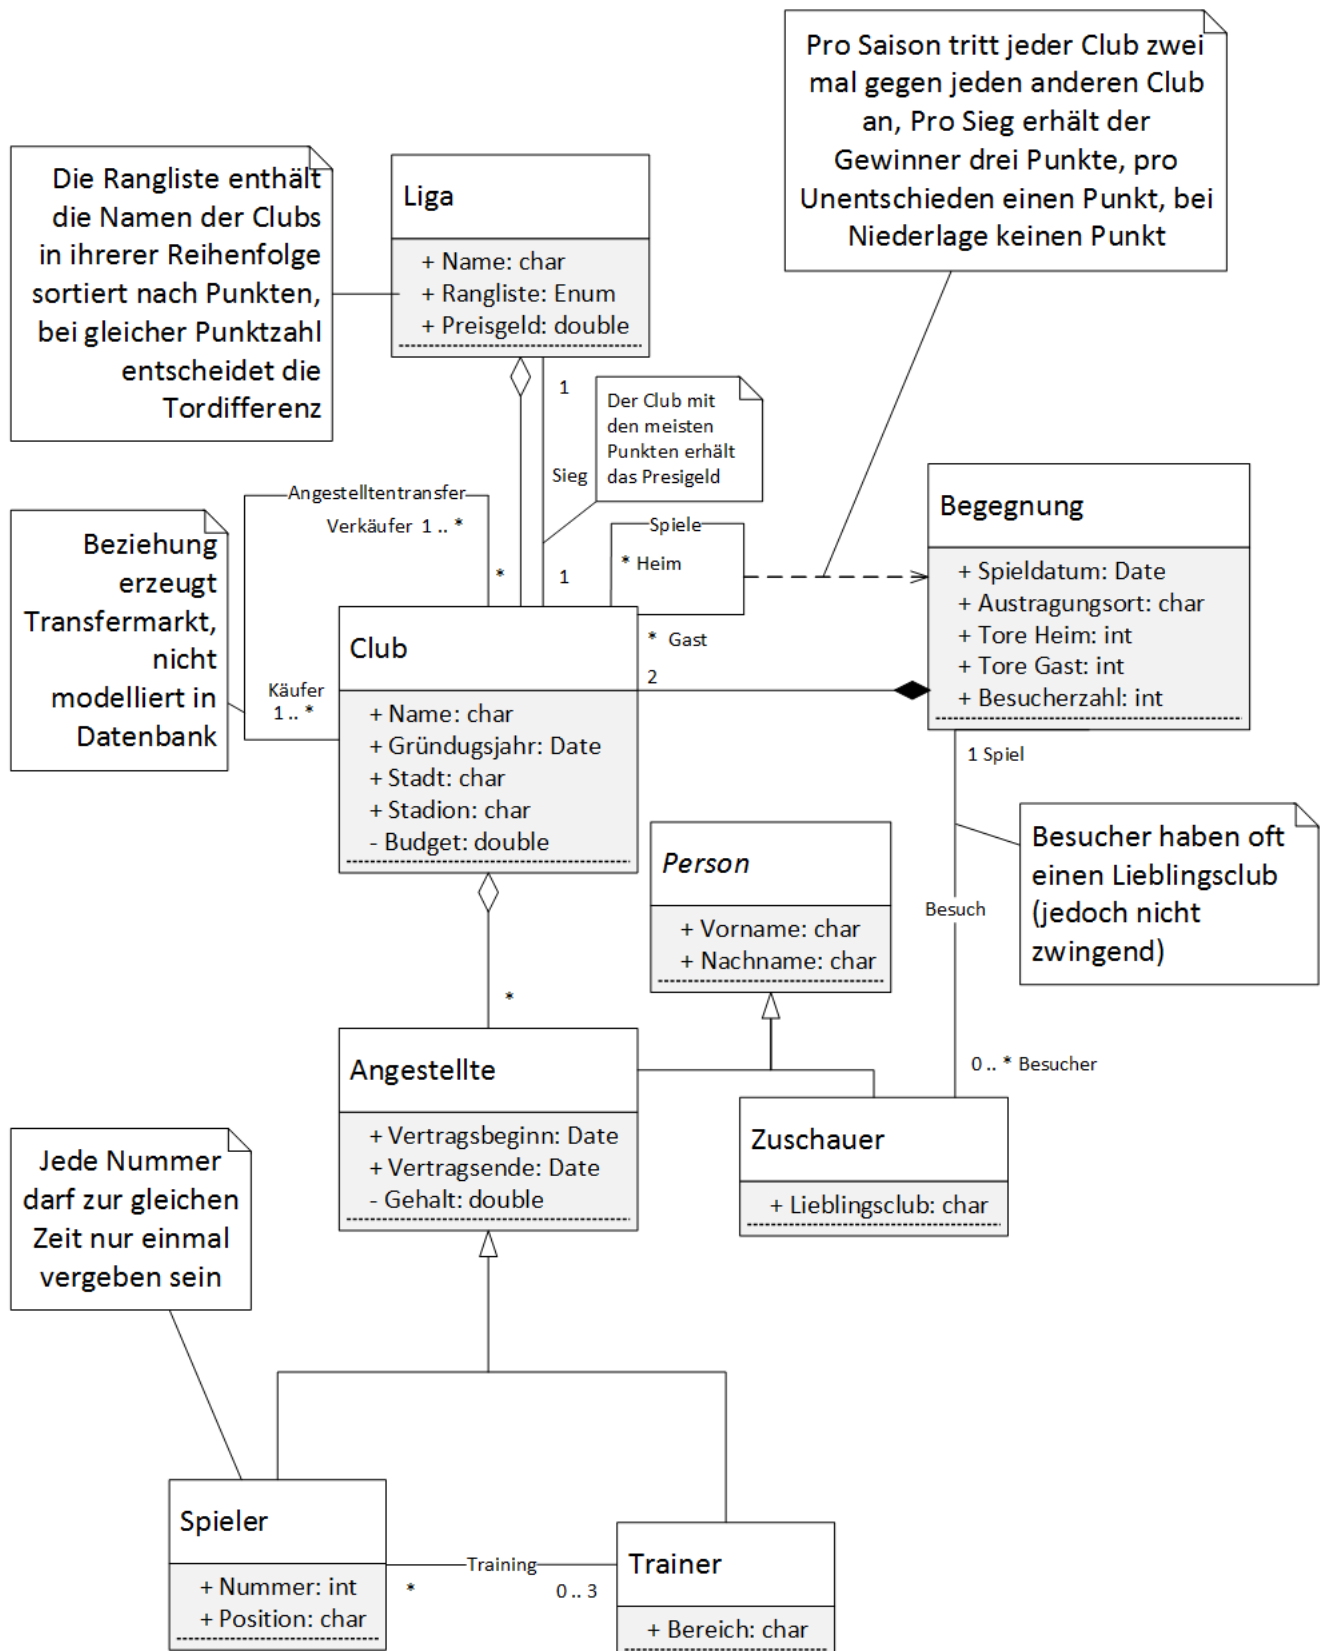 Pro Saison tritt jeder Club zwei
mal gegen jeden anderen Club
an, Pro Sieg erhält der
Gewinner drei Punkte, pro
Unentschieden einen Punkt, bei
Niederlage keinen Punkt
Die Rangliste enthält
die Namen der Clubs
in ihrerer Reihenfolge
sortiert nach Punkten,
bei gleicher Punktzahl
entscheidet die
Tordifferenz
Liga
+ Name: char
+ Rangliste: Enum
+ Preisgeld: double
1
Der Club mit
den meisten
Punkten erhält
das Presigeld
Sieg
Angestelltentransfer
Verkäufer 1 .. *
*
1
Spiele
* Heim
* Gast
2
Begegnung
+ Spieldatum: Date
+ Austragungsort: char
+ Tore Heim: int
+ Tore Gast: int
+ Besucherzahl: int
Beziehung
erzeugt
Transfermarkt,
nicht
modelliert in
Datenbank
Käufer
1 .. *
Club
+ Name: char
+ Gründugsjahr: Date
+ Stadt: char
+ Stadion: char
- Budget: double
1 Spiel
Besucher haben oft
einen Lieblingsclub
(jedoch nicht
zwingend)
Person
+ Vorname: char
+ Nachname: char
Besuch
*
0 .. * Besucher
Angestellte
+ Vertragsbeginn: Date
+ Vertragsende: Date
- Gehalt: double
Zuschauer
+ Lieblingsclub: char
Jede Nummer
darf zur gleichen
Zeit nur einmal
vergeben sein
Spieler
+ Nummer: int
+ Position: char
Training
*
0 .. 3
Trainer
+ Bereich: char